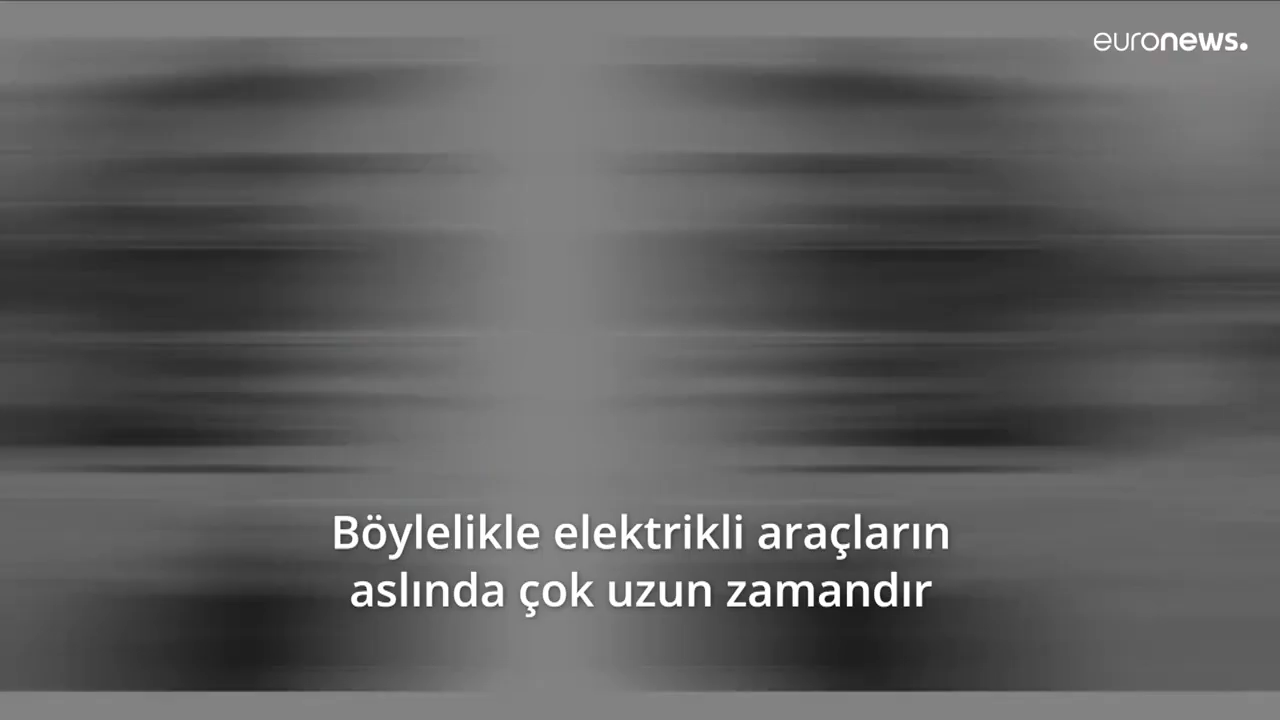 euronews.
Böylelikle elektrikli araçların
aslında çok uzun zamandır